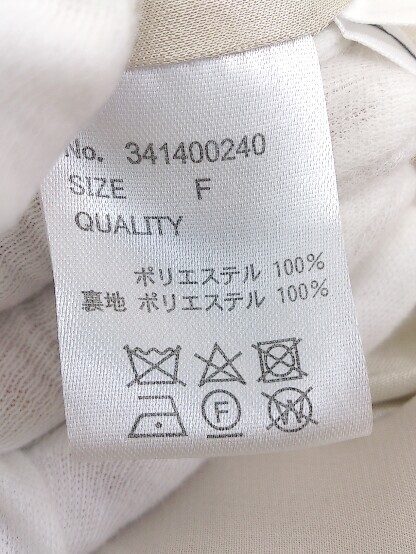 No. 341400240
SIZE F
QUALITY
ポリエステル 100%
裏地 ポリエステル 100%
F
W